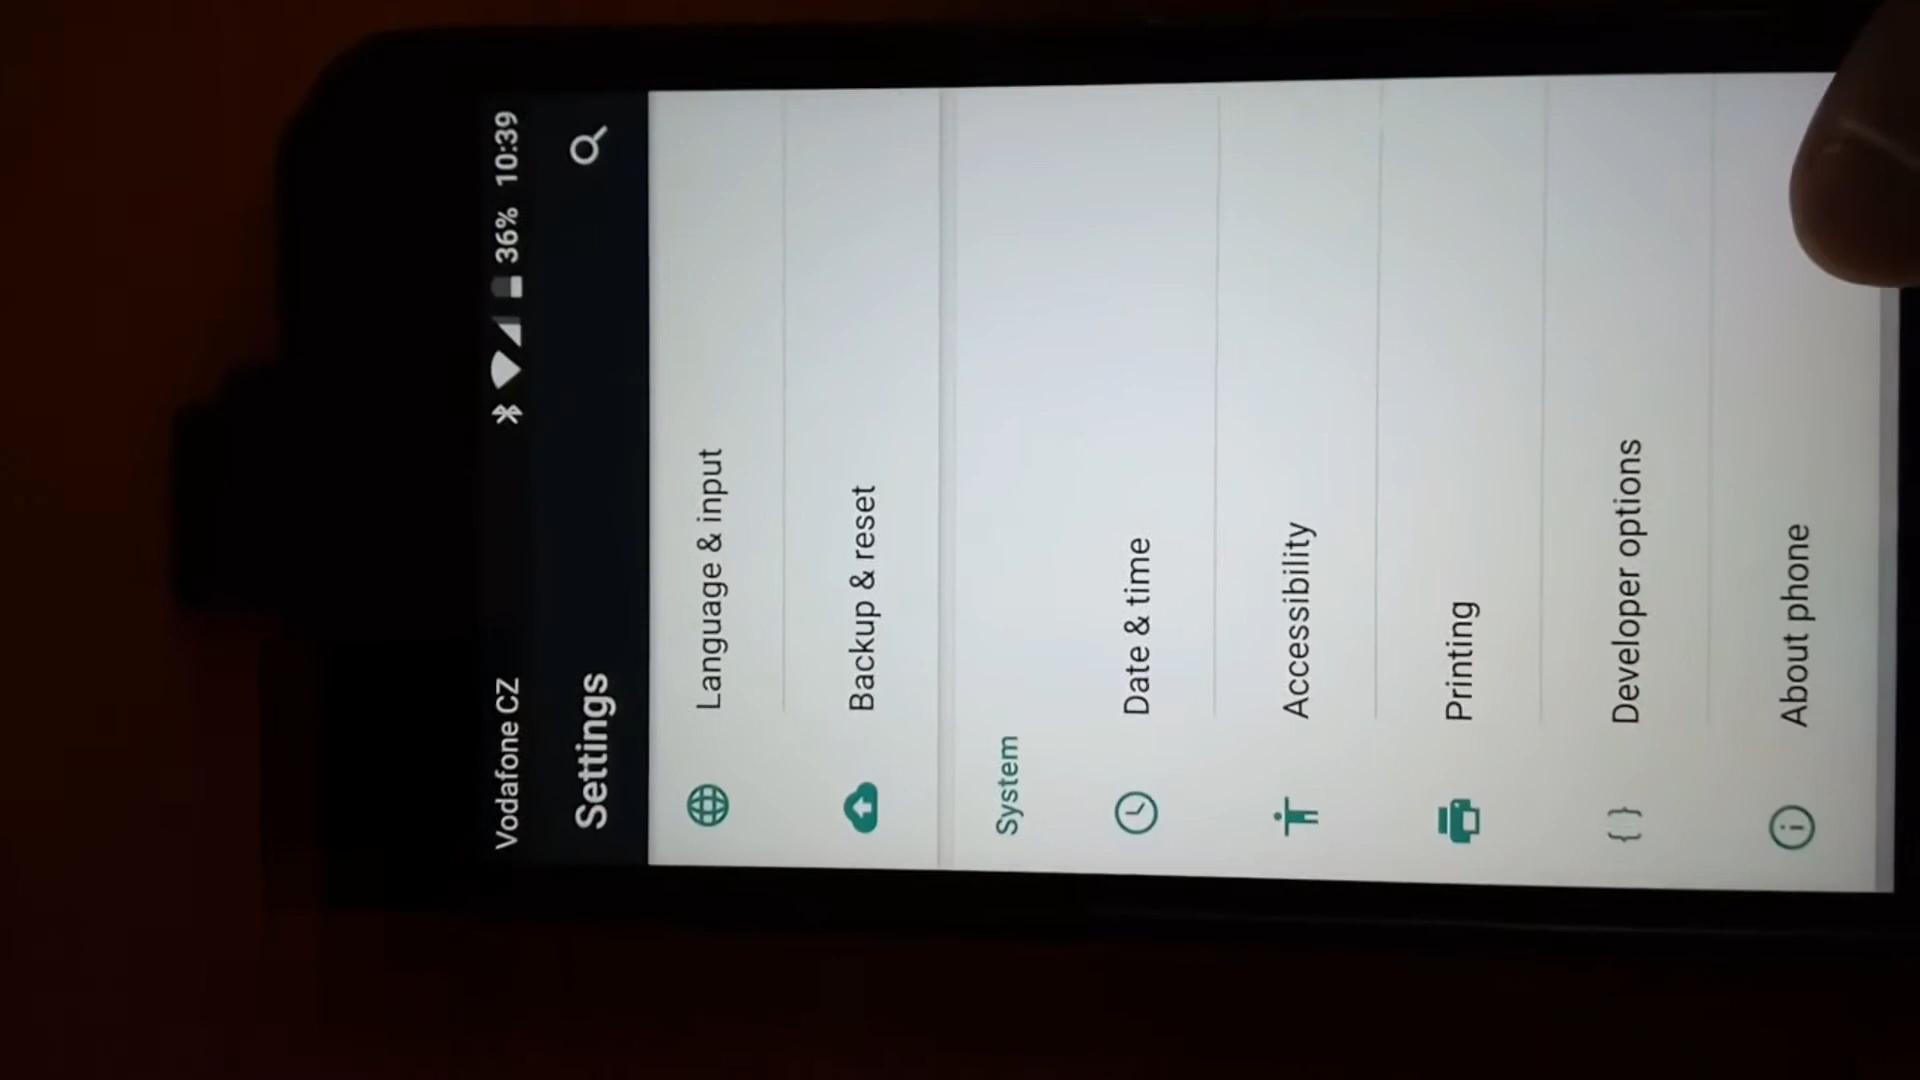 Vodafone CZ 36% 10:39
Settings
Language & input
Backup & reset
System
Date & time
Accessibility
Printing
{ } Developer options
About phone